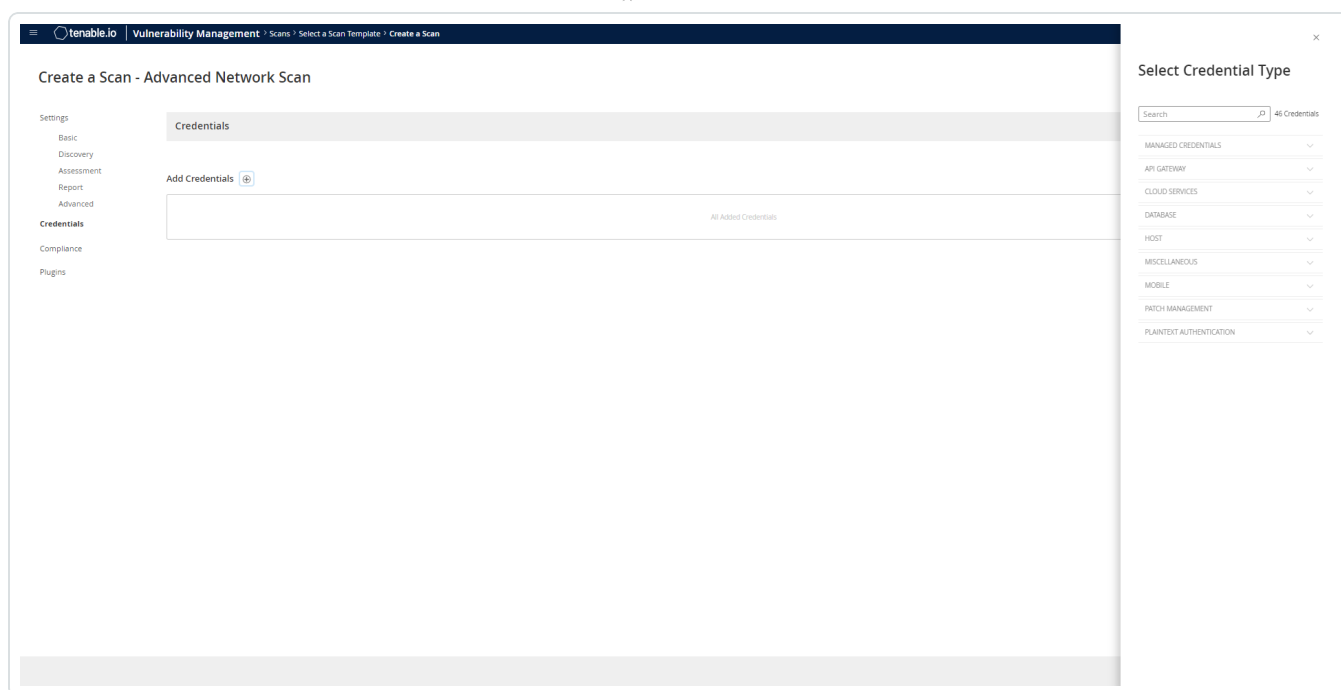 tenable.io Vulnerability Management > Scans > Select a Scan Template > Create a Scan
Create a Scan - Advanced Network Scan
Settings
Basic
Discovery
Assessment
Report
Advanced
Credentials
Compliance
Plugins
Credentials
Add Credentials
All Added Credentials
Select Credential Type
Search
46 Credentials
MANAGED CREDENTIALS
API GATEWAY
CLOUD SERVICES
DATABASE
HOST
MISCELLANEOUS
MOBILE
PATCH MANAGEMENT
PLAINTEXT AUTHENTICATION